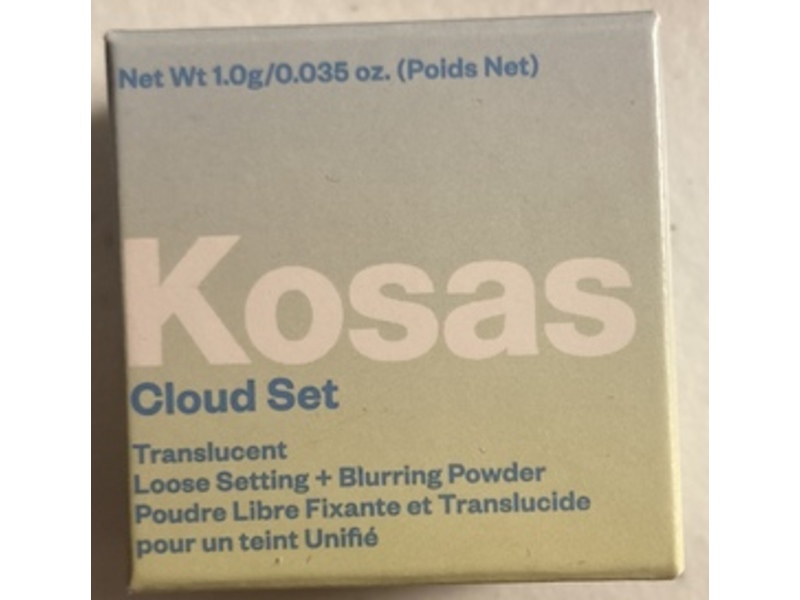 Net Wt 1.0g/0.035 oz. (Poids Net)
Kosas
Cloud Set
Translucent
Loose Setting + Blurring Powder
Poudre Libre Fixante et Translucide
pour un teint Unifié